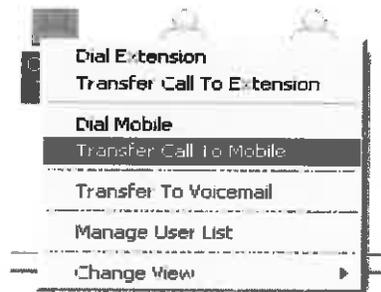 Dial Extension
Transfer Call To Extension
Dial Mobile
Transfer Call To Mobile
Transfer To Voicemail
Manage User List
Change View